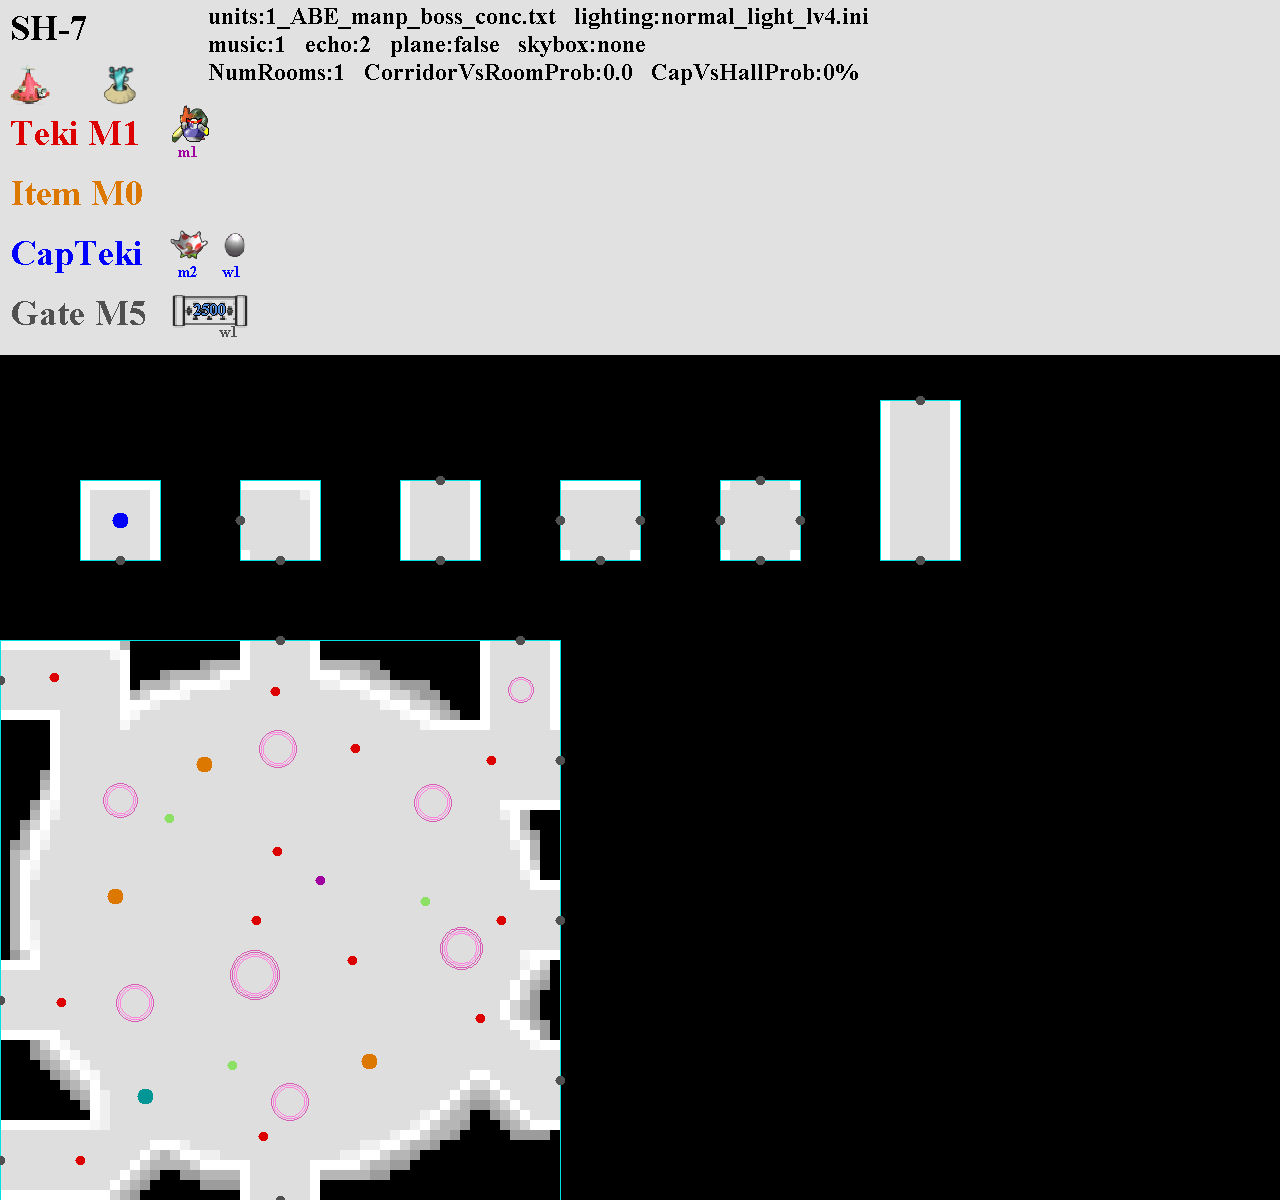 SH-7
units:1_ABE_manp_boss_conc.txt lighting:normal_light_lv4.ini
music:1 echo:2 plane:false skybox:none
NumRooms:1 CorridorVsRoomProb:0.0 CapVsHallProb:0%
Teki M1
m1
Item M0
CapTeki
m2 w1
Gate M5
2500
w1